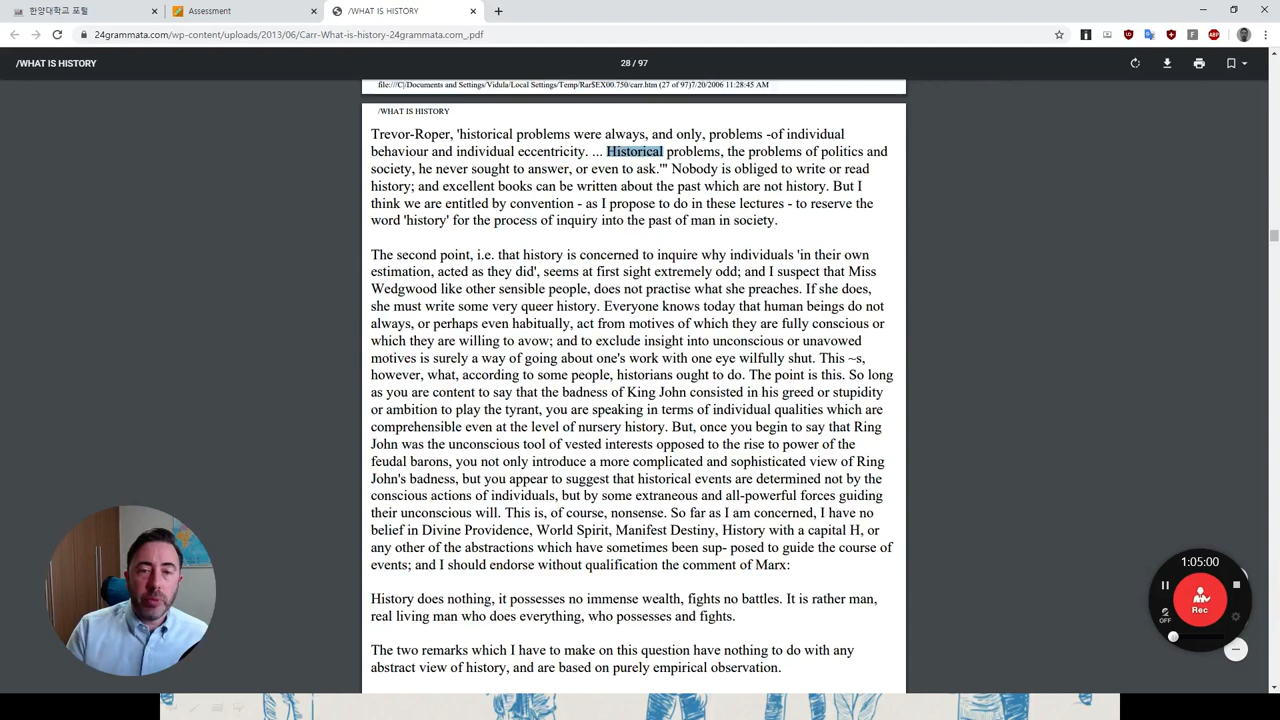 한양대학교 포털
Assessment
/WHAT IS HISTORY
24grammata.com/wp-content/uploads/2013/06/Carr-What-is-history-24grammata.com_.pdf
/WHAT IS HISTORY
28 / 97
file:///C|/Documents and Settings/Vidula/Local Settings/Temp/Rar$EX00.750/carr.htm (27 of 97)7/20/2006 11:28:45 AM
/WHAT IS HISTORY
Trevor-Roper, 'historical problems were always, and only, problems -of individual
behaviour and individual eccentricity. ... Historical problems, the problems of politics and
society, he never sought to answer, or even to ask.'" Nobody is obliged to write or read
history; and excellent books can be written about the past which are not history. But I
think we are entitled by convention - as I propose to do in these lectures - to reserve the
word 'history' for the process of inquiry into the past of man in society.
The second point, i.e. that history is concerned to inquire why individuals 'in their own
estimation, acted as they did', seems at first sight extremely odd; and I suspect that Miss
Wedgwood like other sensible people, does not practise what she preaches. If she does,
she must write some very queer history. Everyone knows today that human beings do not
always, or perhaps even habitually, act from motives of which they are fully conscious or
which they are willing to avow; and to exclude insight into unconscious or unavowed
motives is surely a way of going about one's work with one eye wilfully shut. This ~s,
however, what, according to some people, historians ought to do. The point is this. So long
as you are content to say that the badness of King John consisted in his greed or stupidity
or ambition to play the tyrant, you are speaking in terms of individual qualities which are
comprehensible even at the level of nursery history. But, once you begin to say that Ring
John was the unconscious tool of vested interests opposed to the rise to power of the
feudal barons, you not only introduce a more complicated and sophisticated view of Ring
John's badness, but you appear to suggest that historical events are determined not by the
conscious actions of individuals, but by some extraneous and all-powerful forces guiding
their unconscious will. This is, of course, nonsense. So far as I am concerned, I have no
belief in Divine Providence, World Spirit, Manifest Destiny, History with a capital H, or
any other of the abstractions which have sometimes been sup- posed to guide the course of
events; and I should endorse without qualification the comment of Marx:
History does nothing, it possesses no immense wealth, fights no battles. It is rather man,
real living man who does everything, who possesses and fights.
The two remarks which I have to make on this question have nothing to do with any
abstract view of history, and are based on purely empirical observation.
1:05:00
Rec
OFF